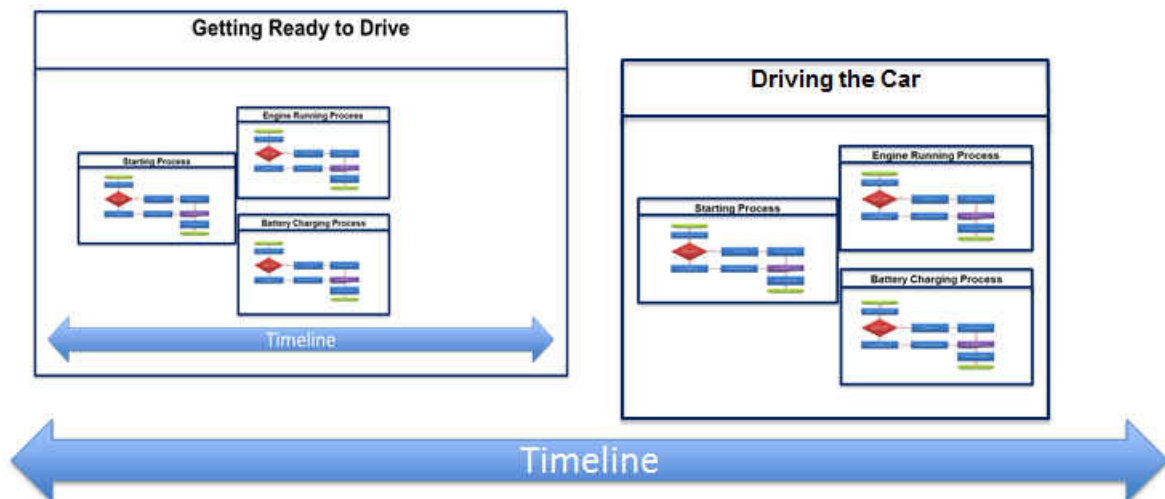 Getting Ready to Drive
Engine Running Process
Starting Process
Battery Charging Process
Timeline
Driving the Car
Engine Running Process
Starting Process
Battery Charging Process
Timeline